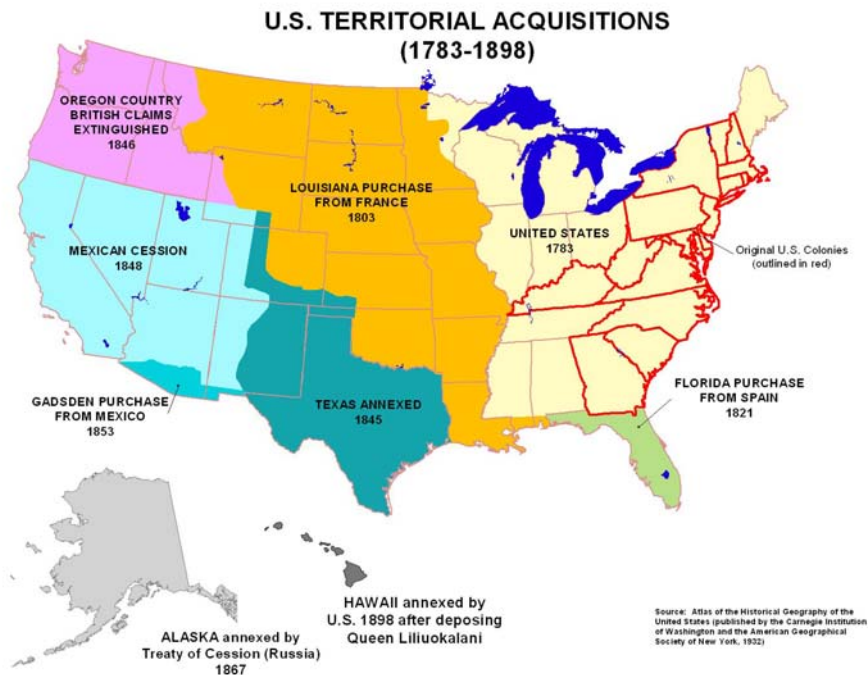 U.S. TERRITORIAL ACQUISITIONS
(1783-1898)
OREGON COUNTRY
BRITISH CLAIMS
EXTINGUISHED
1846
LOUISIANA PURCHASE
FROM FRANCE
1803
UNITED STATES
1783
Original U.S. Colonies
(outlined in red)
MEXICAN CESSION
1848
GADSDEN PURCHASE
FROM MEXICO
1853
TEXAS ANNEXED
1845
FLORIDA PURCHASE
FROM SPAIN
1821
ALASKA annexed by
Treaty of Cession (Russia)
1867
HAWAII annexed by
U.S. 1898 after deposing
Queen Liliuokalani
Source: Atlas of the Historical Geography of the
United States (published by the Carnegie Institution
of Washington and the American Geographical
Society of New York, 1932)